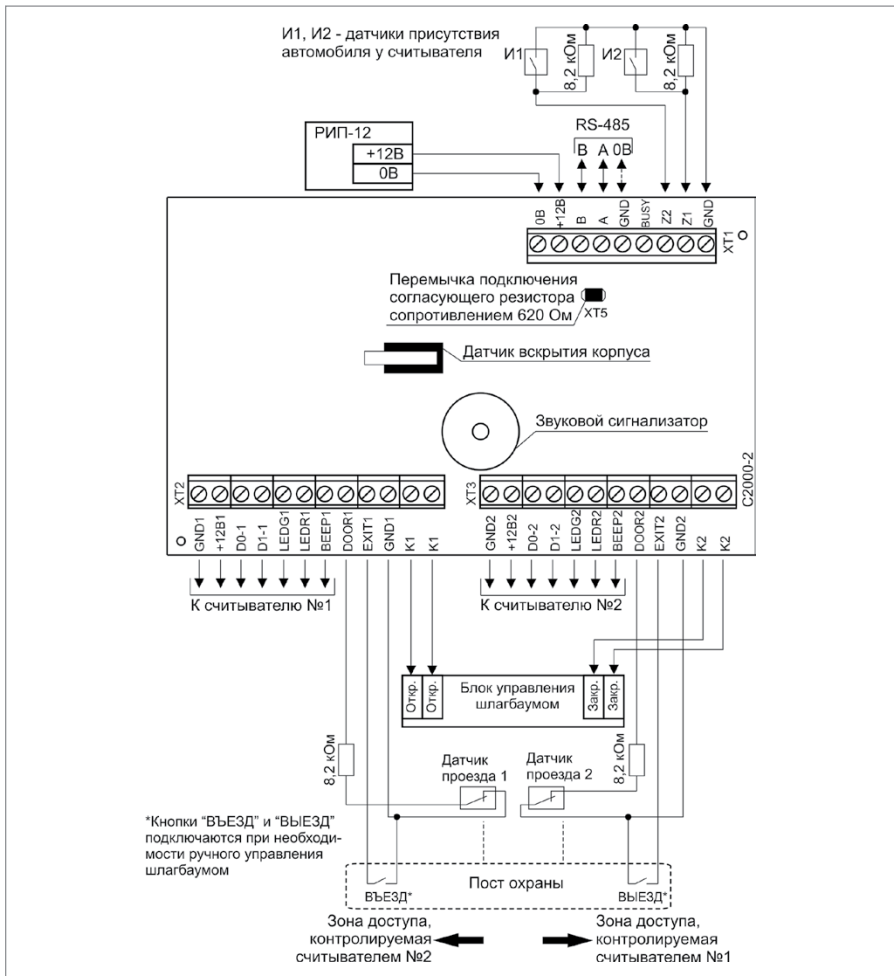 И1, И2 - датчики присутствия
автомобиля у считывателя
И1
8,2 кОм
И2
8,2 кОм
RS-485
B A 0В
РИП-12
+12В
0В
0В
+12В
B
A
GND
BUSY
Z2
Z1
GND
XT1
Перемычка подключения
согласующего резистора
сопротивлением 620 Ом
XT5
Датчик вскрытия корпуса
Звуковой сигнализатор
С2000-2
XT2
XT3
GND1
+12В1
D0-1
D1-1
LEDG1
LEDR1
BEEP1
DOOR1
EXIT1
GND1
K1
K1
GND2
+12В2
D0-2
D1-2
LEDG2
LEDR2
BEEP2
DOOR2
EXIT2
GND2
K2
K2
К считывателю №1
К считывателю №2
Откр.
Откр.
Блок управления
шлагбаумом
Закр.
Закр.
8,2 кОм
Датчик
проезда 1
Датчик
проезда 2
8,2 кОм
*Кнопки "ВЪЕЗД" и "ВЫЕЗД"
подключаются при необходи-
мости ручного управления
шлагбаумом
Пост охраны
ВЪЕЗД*
ВЫЕЗД*
Зона доступа,
контролируемая
считывателем №2
Зона доступа,
контролируемая
считывателем №1